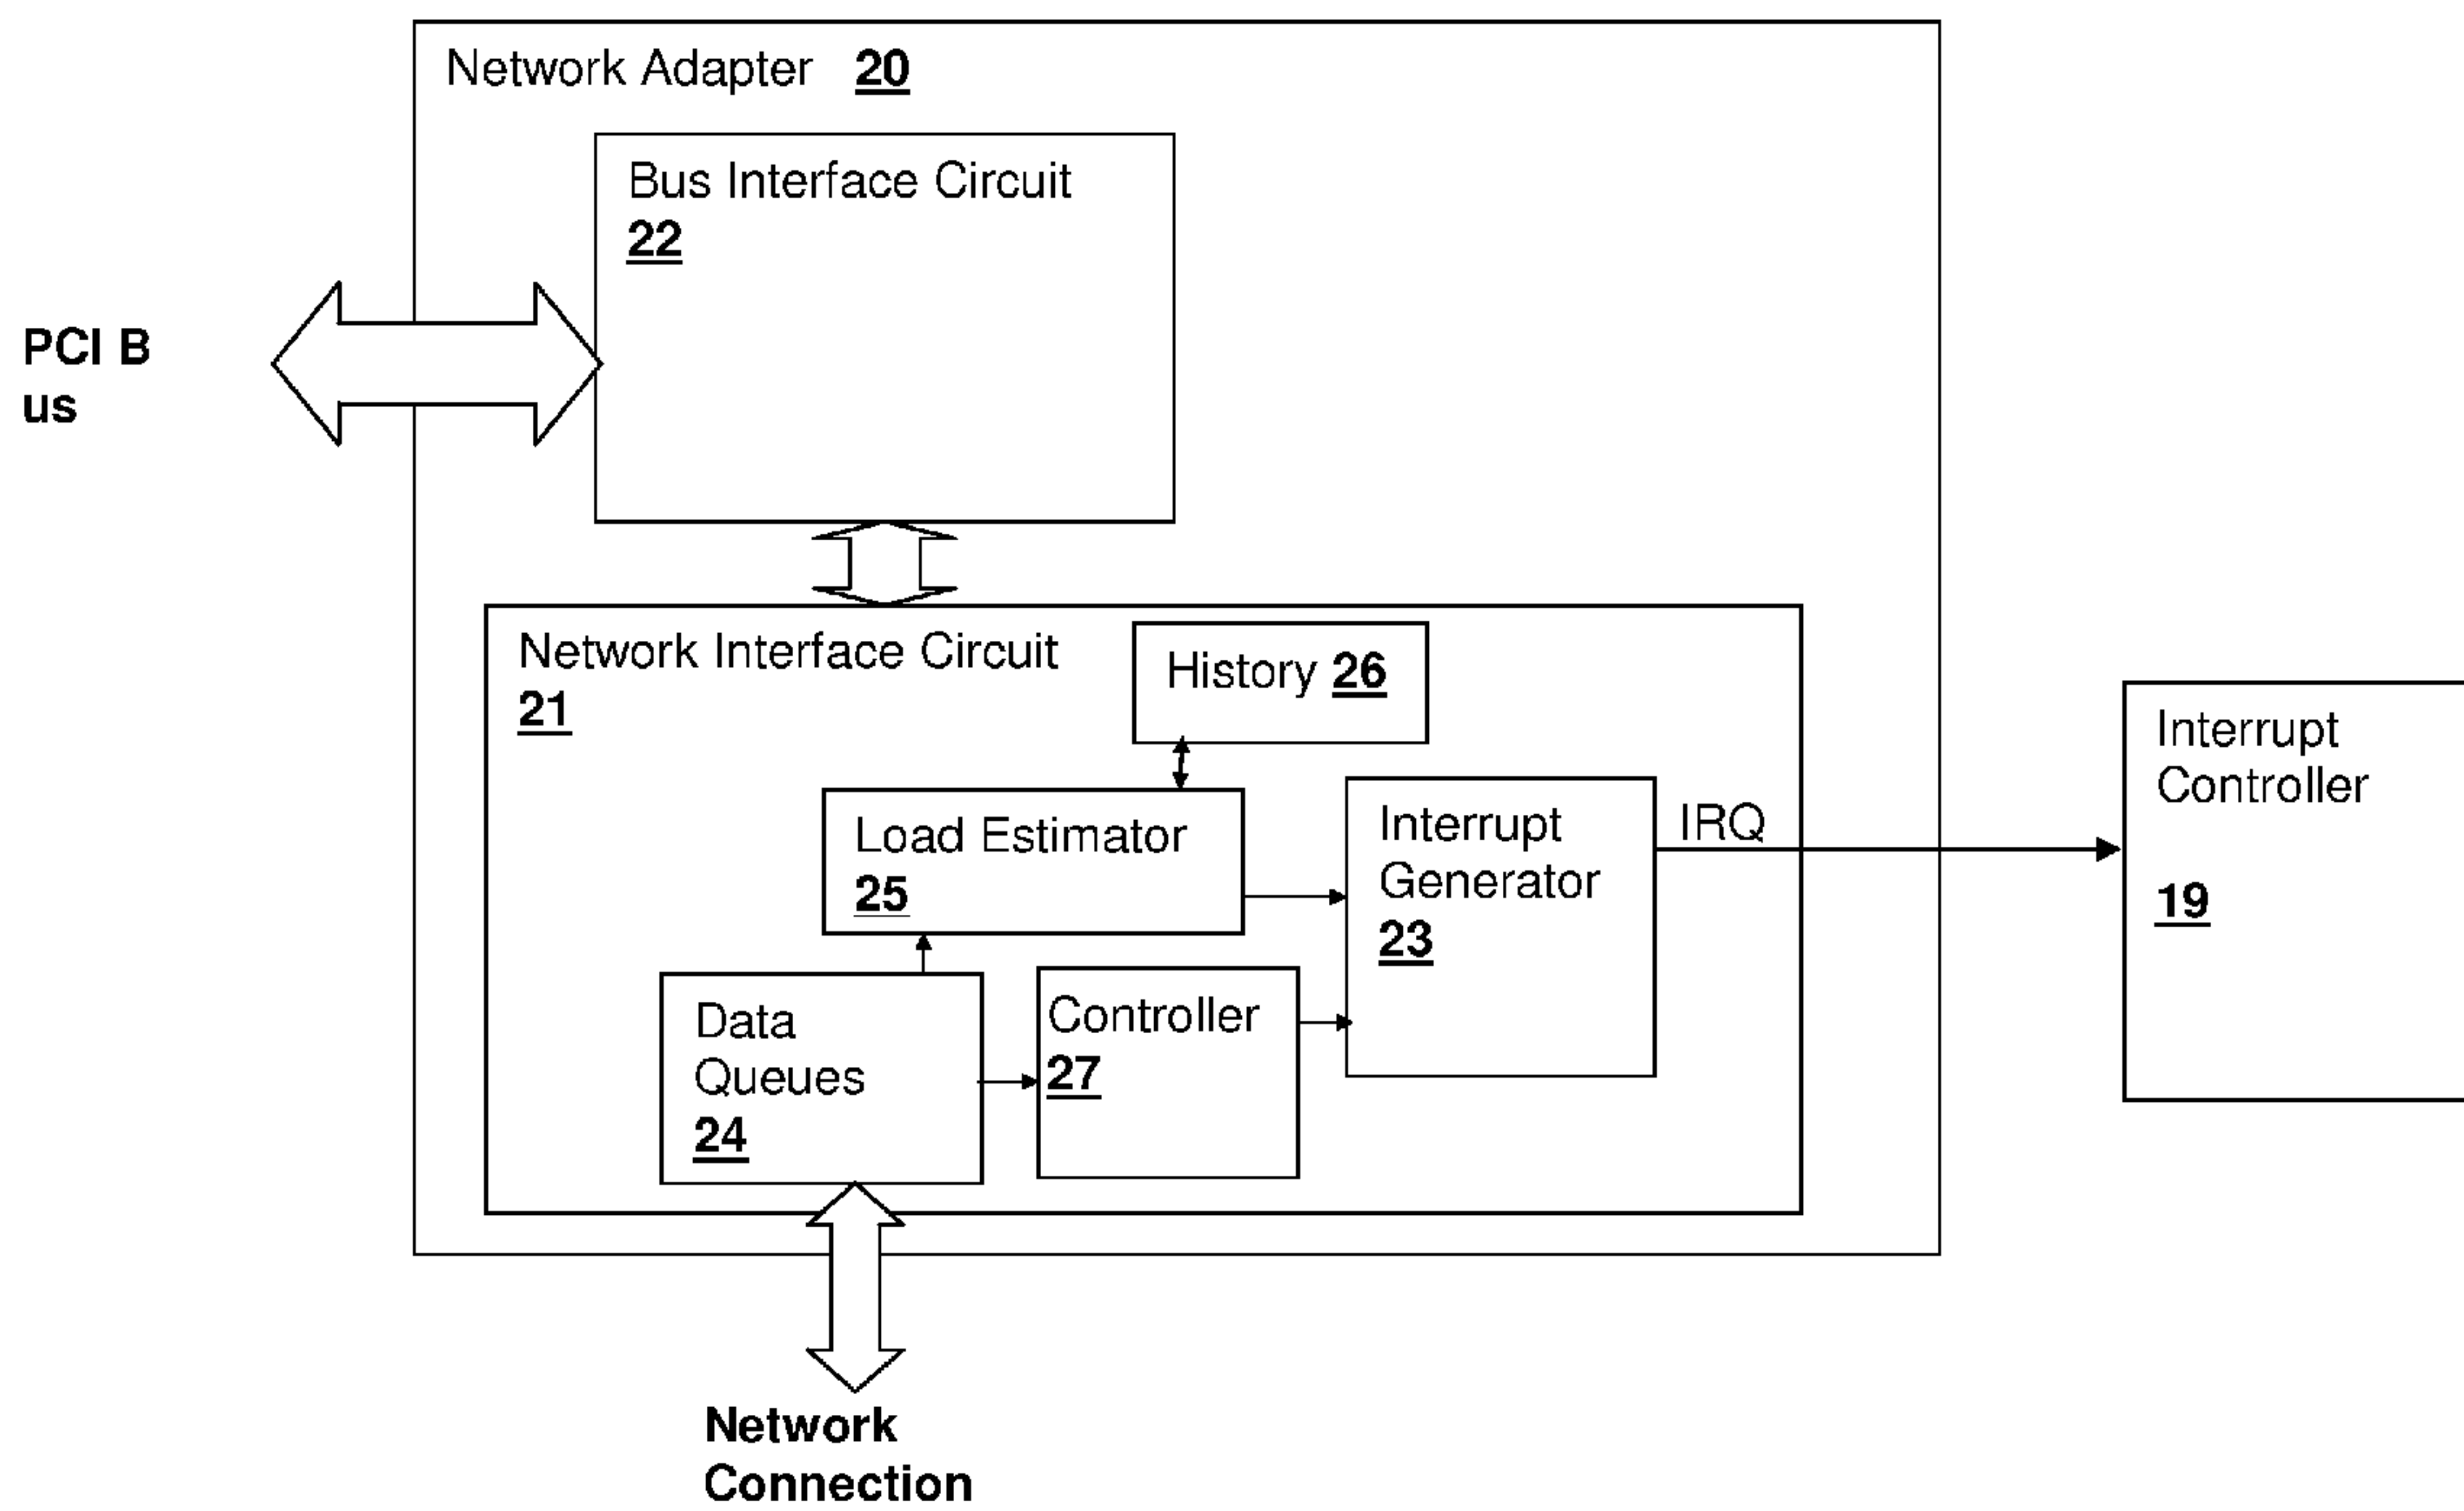 Network Adapter 20
Bus Interface Circuit
22
PCI B
us
Network Interface Circuit
21
History 26
Load Estimator
25
Interrupt
Generator
23
IRQ
Interrupt
Controller
19
Data
Queues
24
Controller
27
Network
Connection